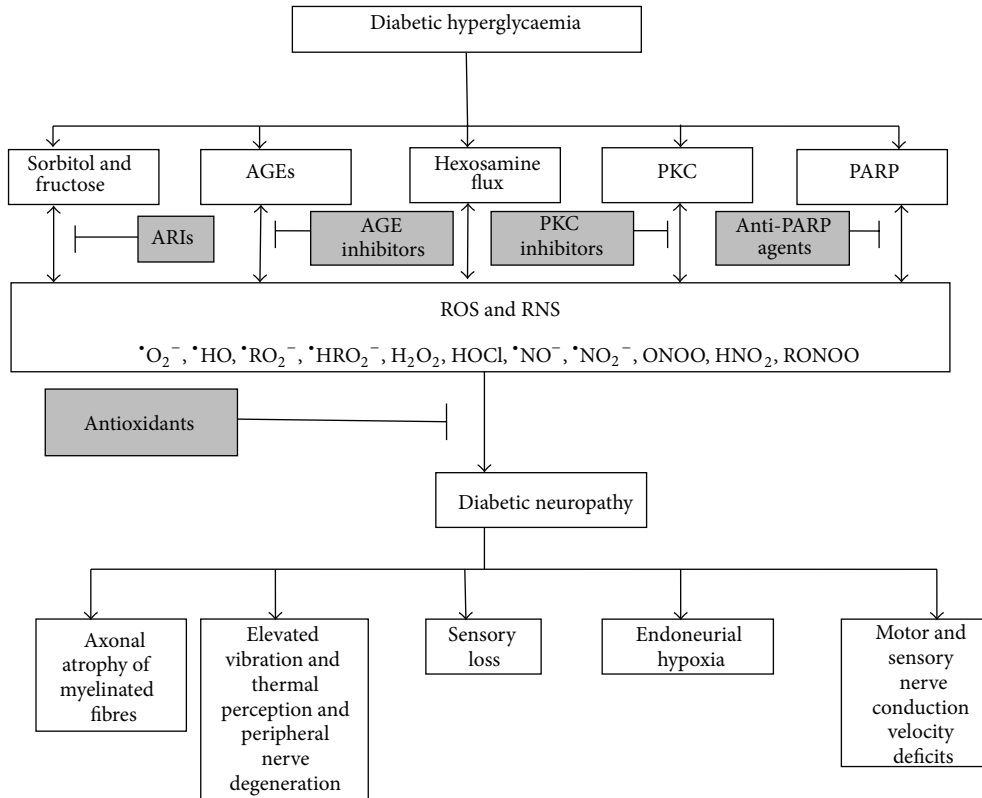 Diabetic hyperglycaemia
Sorbitol and
fructose
AGEs
Hexosamine
flux
PKC
PARP
ARIs
AGE
inhibitors
PKC
inhibitors
Anti-PARP
agents
ROS and RNS
•O₂⁻, •HO, •RO₂⁻, •HRO₂⁻, H₂O₂, HOCl, •NO⁻, •NO₂⁻, ONOO, HNO₂, RONOO
Antioxidants
Diabetic neuropathy
Axonal
atrophy of
myelinated
fibres
Elevated
vibration and
thermal
perception and
peripheral
nerve
degeneration
Sensory
loss
Endoneurial
hypoxia
Motor and
sensory
nerve
conduction
velocity
deficits